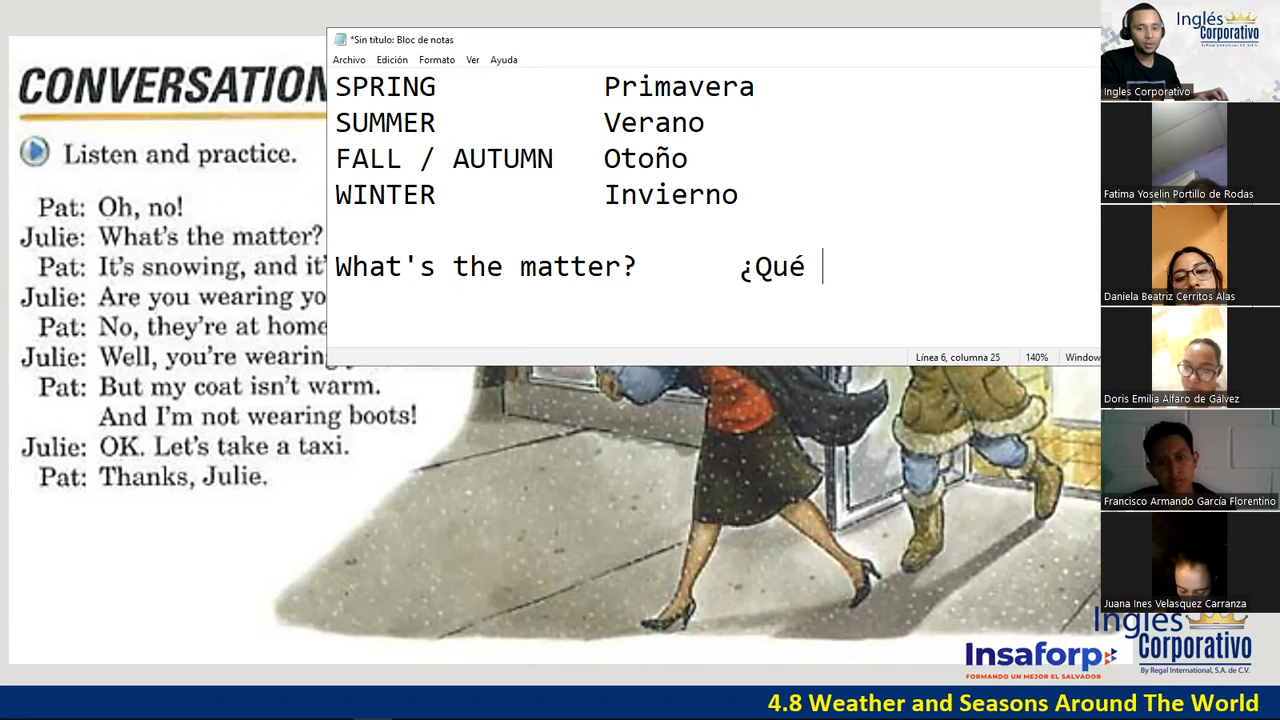 CONVERSATION
Listen and practice.
Pat: Oh, no!
Julie: What's the matter?
Pat: It's snowing, and it'
Julie: Are you wearing yo
Pat: No, they're at home
Julie: Well, you're wearing
Pat: But my coat isn't warm.
And I'm not wearing boots!
Julie: OK. Let's take a taxi.
Pat: Thanks, Julie.
*Sin título: Bloc de notas
Archivo Edición Formato Ver Ayuda
SPRING Primavera
SUMMER Verano
FALL / AUTUMN Otoño
WINTER Invierno
What's the matter? ¿Qué
Línea 6, columna 25 140% Window
Inglés
Corporativo
By Regal International, S.A. de C.V.
Ingles Corporativo
Fatima Yoselin Portillo de Rodas
Daniela Beatriz Cerritos Alas
Doris Emilia Alfaro de Gálvez
Francisco Armando García Florentino
Juana Ines Velasquez Carranza
Insaforp
FORMANDO UN MEJOR EL SALVADOR
Inglés
Corporativo
By Regal International, S.A. de C.V.
4.8 Weather and Seasons Around The World